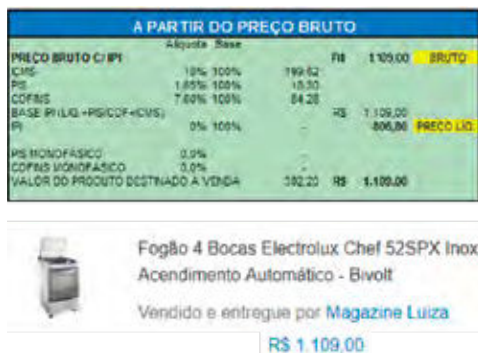 A PARTIR DO PREÇO BRUTO
Alíquota Base
PREÇO BRUTO C/ IPI R$ 1.109,00 BRUTO
ICMS 18% 100% 199,62
PIS 1,65% 100% 18,30
COFINS 7,60% 100% 84,28
BASE IPI (LIQ.+PIS/COF+ICMS) R$ 1.109,00
IPI 0% 100% - 806,80 PREÇO LIQ
PIS MONOFÁSICO 0,0% -
COFINS MONOFÁSICO 0,0% -
VALOR DO PRODUTO DESTINADO A VENDA 302,20 R$ 1.109,00
Fogão 4 Bocas Electrolux Chef 52SPX Inox
Acendimento Automático - Bivolt
Vendido e entregue por Magazine Luiza
R$ 1.109,00